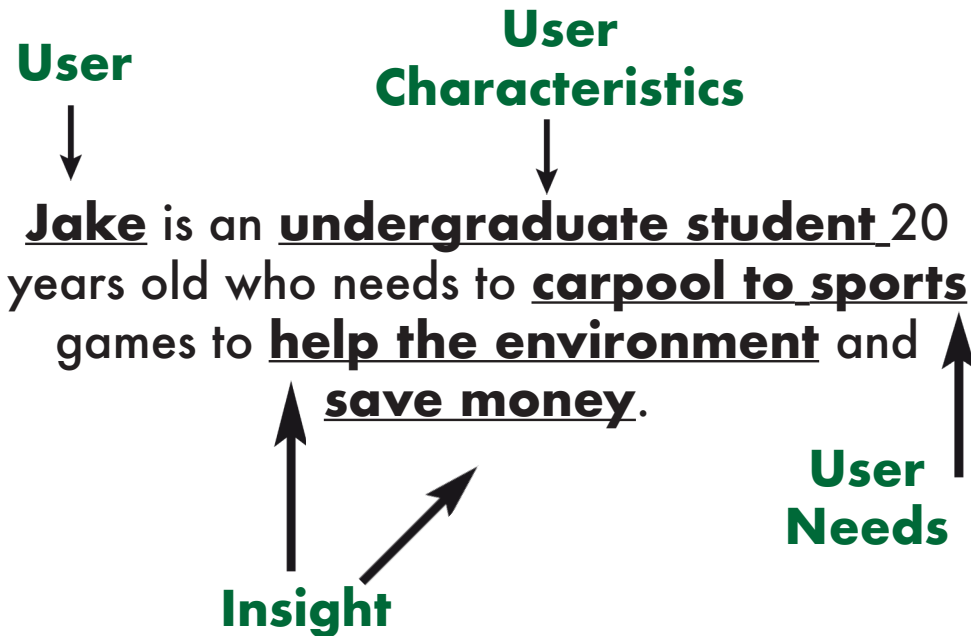 User
User
Characteristics
Jake is an undergraduate student 20
years old who needs to carpool to sports
games to help the environment and
save money.
User
Needs
Insight